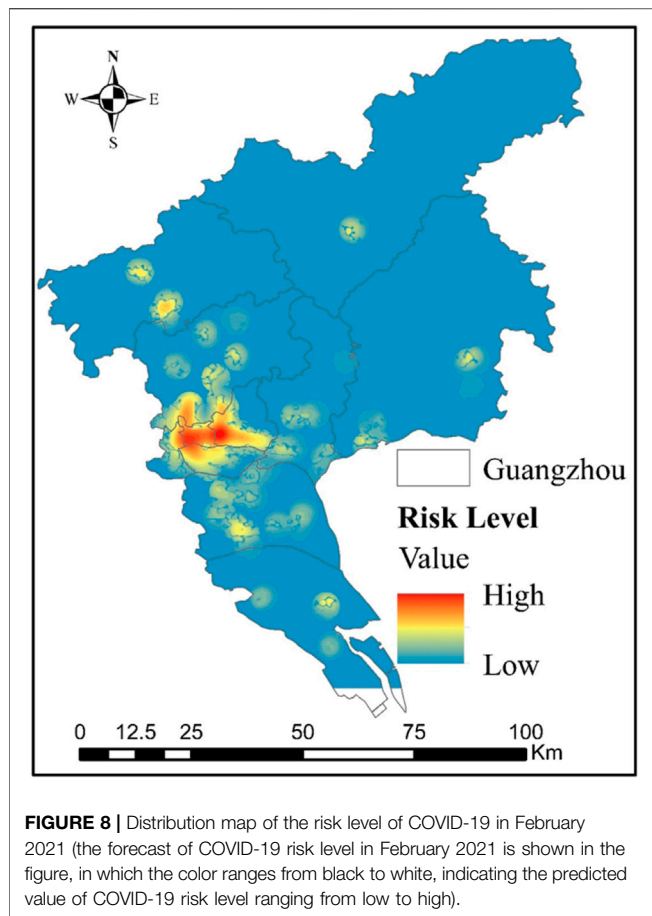 N
W E
S
Guangzhou
Risk Level
Value
High
Low
0 12.5 25 50 75 100
Km
FIGURE 8 | Distribution map of the risk level of COVID-19 in February
2021 (the forecast of COVID-19 risk level in February 2021 is shown in the
figure, in which the color ranges from black to white, indicating the predicted
value of COVID-19 risk level ranging from low to high).